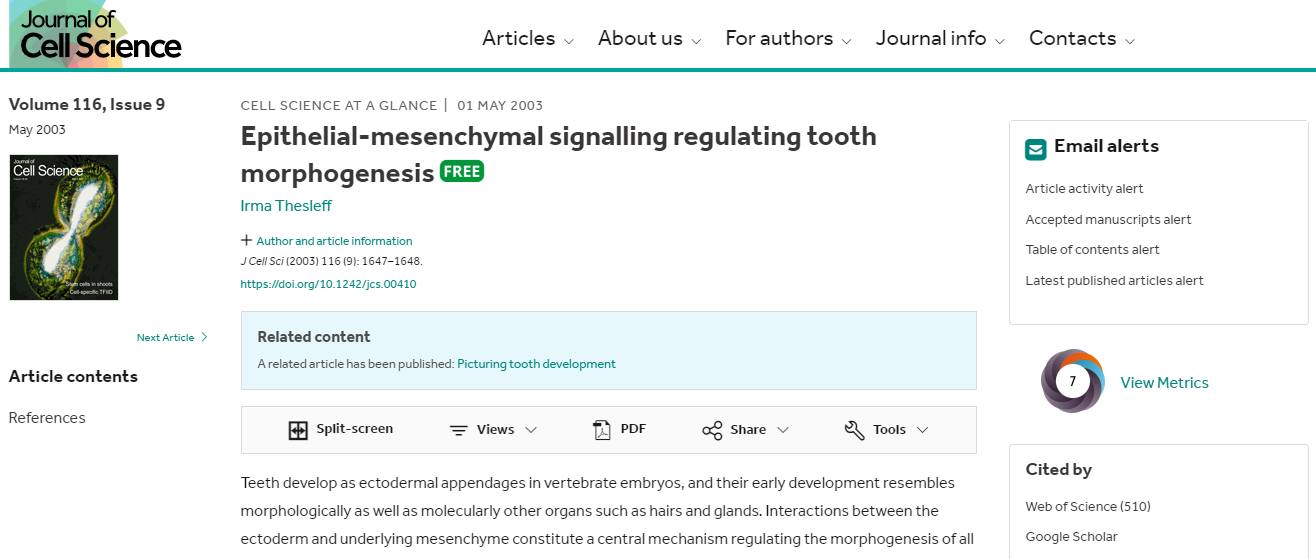 Journal of
Cell Science
Articles
About us
For authors
Journal info
Contacts
Volume 116, Issue 9
May 2003
Journal of
Cell Science
Stem cells in shoots
Cell-specific TFIID
Next Article
Article contents
References
CELL SCIENCE AT A GLANCE | 01 MAY 2003
Epithelial-mesenchymal signalling regulating tooth
morphogenesis FREE
Irma Thesleff
+ Author and article information
J Cell Sci (2003) 116 (9): 1647–1648.
https://doi.org/10.1242/jcs.00410
Related content
A related article has been published: Picturing tooth development
Split-screen
Views
PDF
Share
Tools
Teeth develop as ectodermal appendages in vertebrate embryos, and their early development resembles
morphologically as well as molecularly other organs such as hairs and glands. Interactions between the
ectoderm and underlying mesenchyme constitute a central mechanism regulating the morphogenesis of all
Email alerts
Article activity alert
Accepted manuscripts alert
Table of contents alert
Latest published articles alert
7
View Metrics
Cited by
Web of Science (510)
Google Scholar